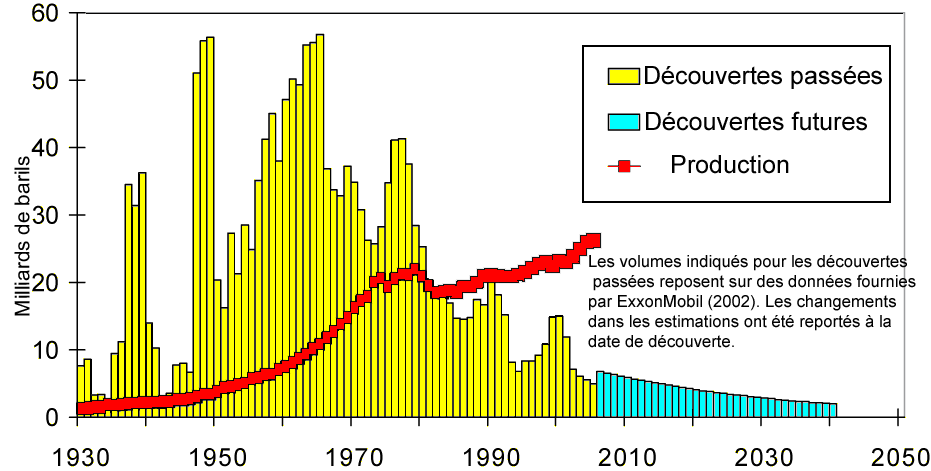 60
50
40
30
20
10
0
Milliards de barils
Découvertes passées
Découvertes futures
Production
Les volumes indiqués pour les découvertes
passées reposent sur des données fournies
par ExxonMobil (2002). Les changements
dans les estimations ont été reportés à la
date de découverte.
1930
1950
1970
1990
2010
2030
2050